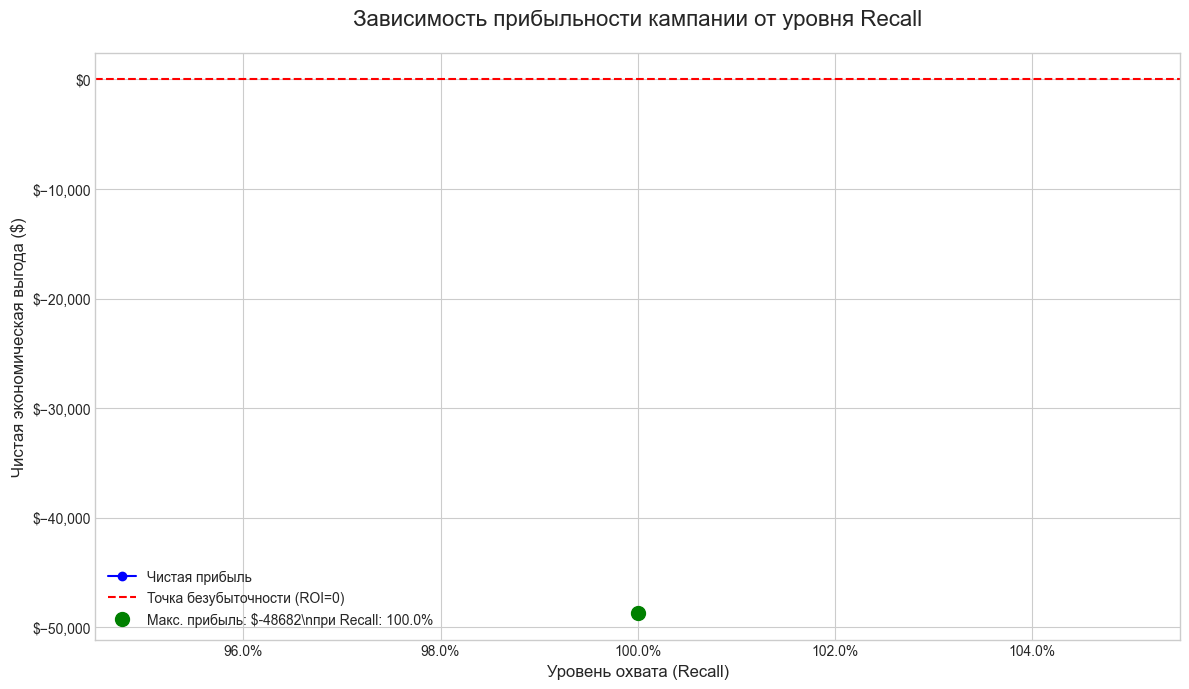 Зависимость прибыльности кампании от уровня Recall
Чистая экономическая выгода ($)
$0
$−10,000
$−20,000
$−30,000
$−40,000
$−50,000
Чистая прибыль
Точка безубыточности (ROI=0)
Макс. прибыль: $-48682\nпри Recall: 100.0%
96.0%
98.0%
100.0%
102.0%
104.0%
Уровень охвата (Recall)